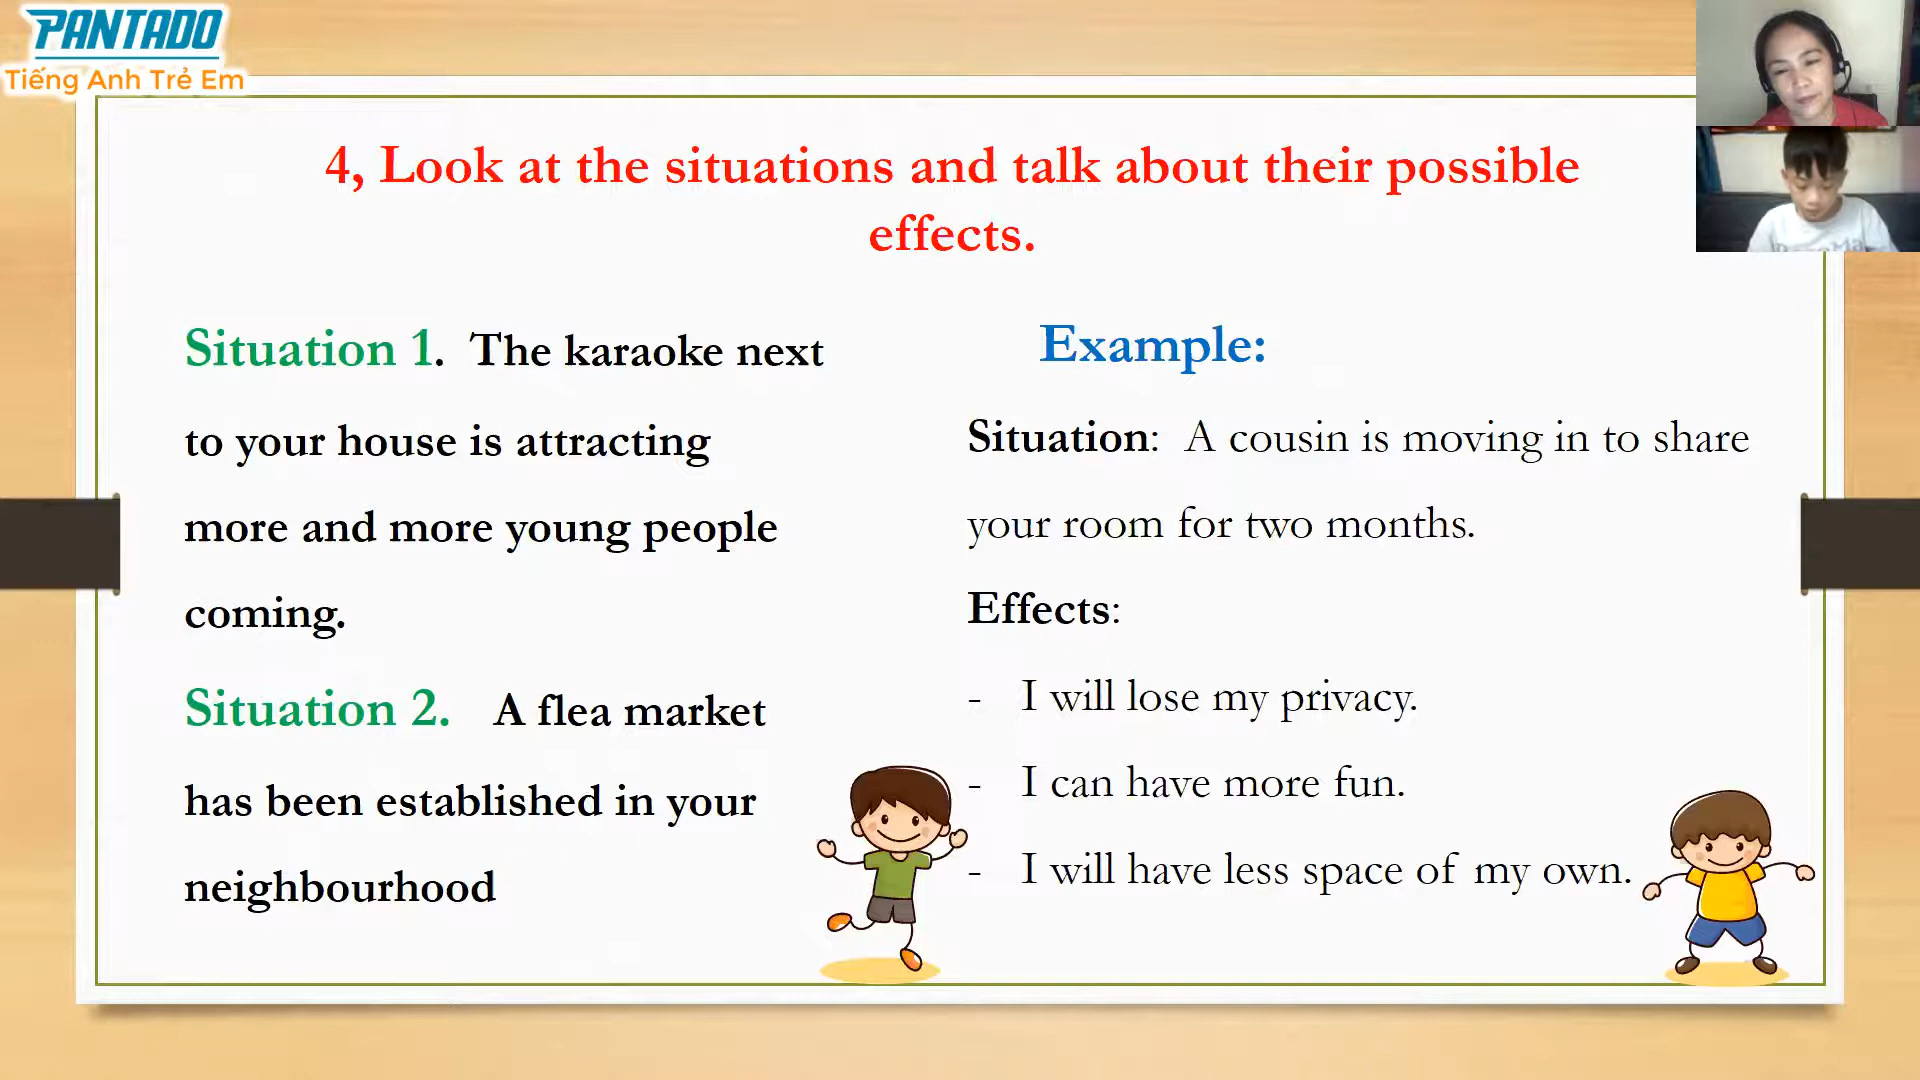 PANTADO
Tiếng Anh Trẻ Em
4, Look at the situations and talk about their possible
effects.
Situation 1. The karaoke next
to your house is attracting
more and more young people
coming.
Situation 2. A flea market
has been established in your
neighbourhood
Example:
Situation: A cousin is moving in to share
your room for two months.
Effects:
- I will lose my privacy.
- I can have more fun.
- I will have less space of my own.